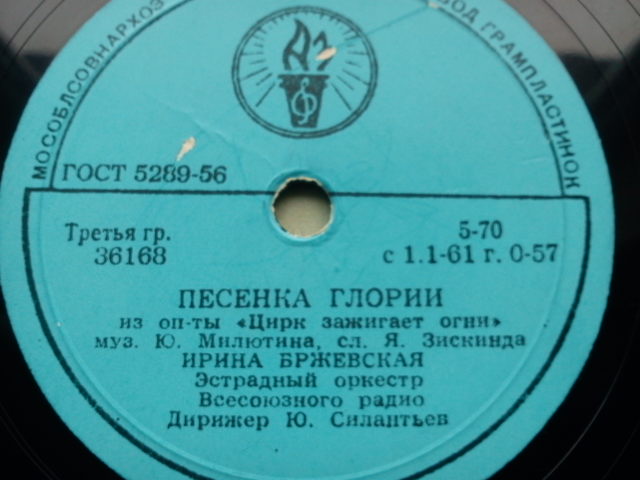 МОСОБЛСОВНАРХОЗ
ГРАМПЛАСТИНОК
ГОСТ 5289-56
Третья гр.
36168
5-70
с 1.1-61 г. 0-57
ПЕСЕНКА ГЛОРИИ
из оп-ты «Цирк зажигает огни»
муз. Ю. Милютина, сл. Я. Зискинда
ИРИНА БРЖЕВСКАЯ
Эстрадный оркестр
Всесоюзного радио
Дирижер Ю. Силантьев